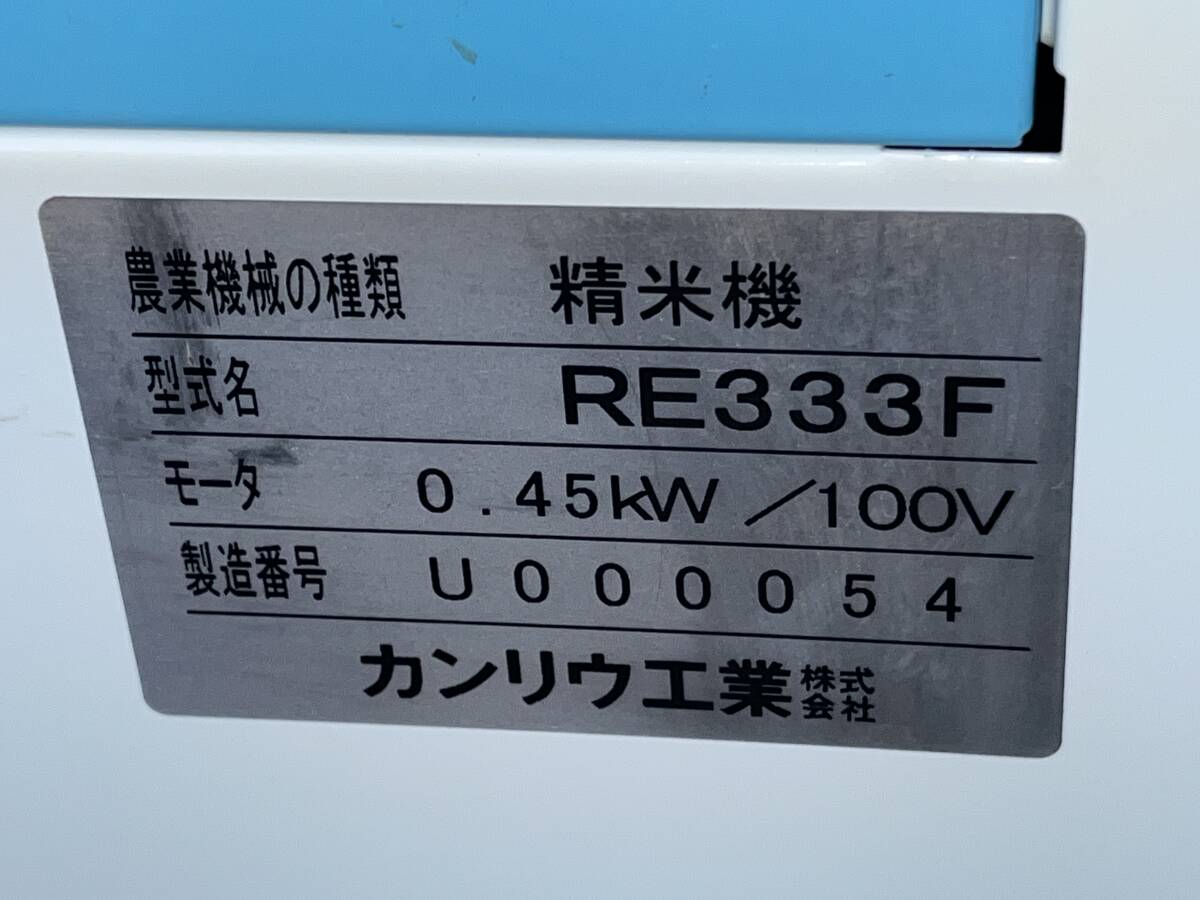 農業機械の種類 精米機
型式名 RE333F
モータ 0.45kW/100V
製造番号 U000054
カンリウ工業株式会社